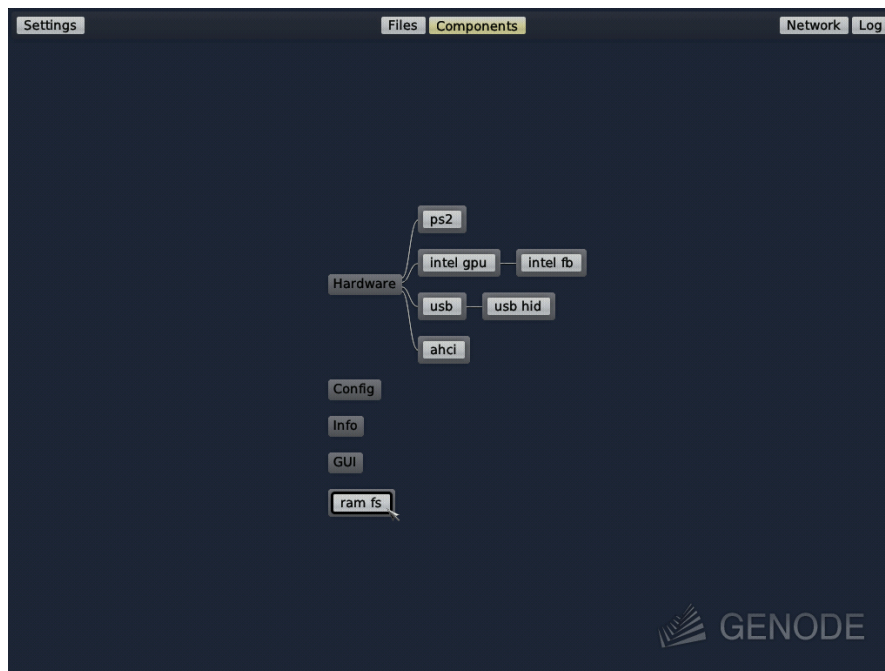 Settings Files Components Network Log
ps2
intel gpu intel fb
Hardware
usb usb hid
ahci
Config
Info
GUI
ram fs
GENODE